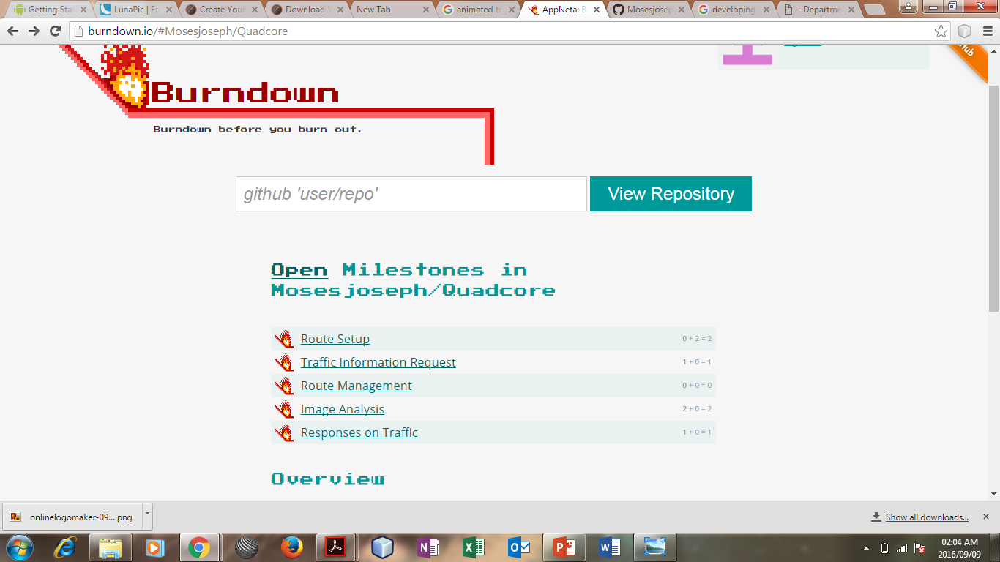 Getting Sta
LunaPic | Fr
Create You
Download
New Tab
animated tr
AppNeta: B
Mosesjosep
developing
- Departme
burndown.io/#Mosesjoseph/Quadcore
Hub
Burndown
Burndown before you burn out.
github 'user/repo'
View Repository
Open Milestones in
Mosesjoseph/Quadcore
Route Setup 0 + 2 = 2
Traffic Information Request 1 + 0 = 1
Route Management 0 + 0 = 0
Image Analysis 2 + 0 = 2
Responses on Traffic 1 + 0 = 1
Overview
onlinelogomaker-09....png
Show all downloads...
02:04 AM
2016/09/09